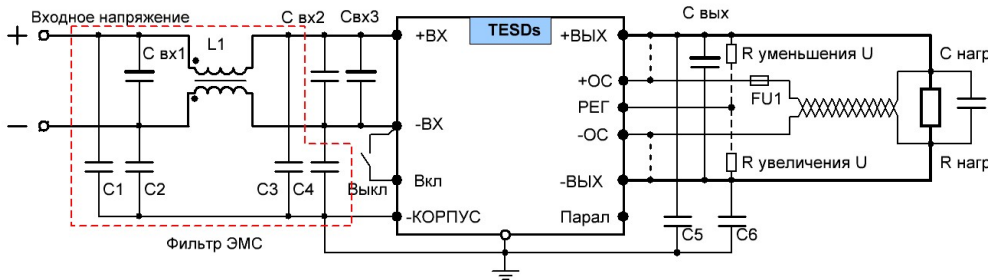 Входное напряжение
C вх2
Cвх3
TESDs
C вых
+
L1
C вх1
+ВХ
+ВЫХ
R уменьшения U
C нагр
+ОС
FU1
РЕГ
–
-ВХ
-ОС
C1
C2
C3
C4
Выкл
Вкл
-ВЫХ
R увеличения U
R нагр
-КОРПУС
Парал
C5
C6
Фильтр ЭМС